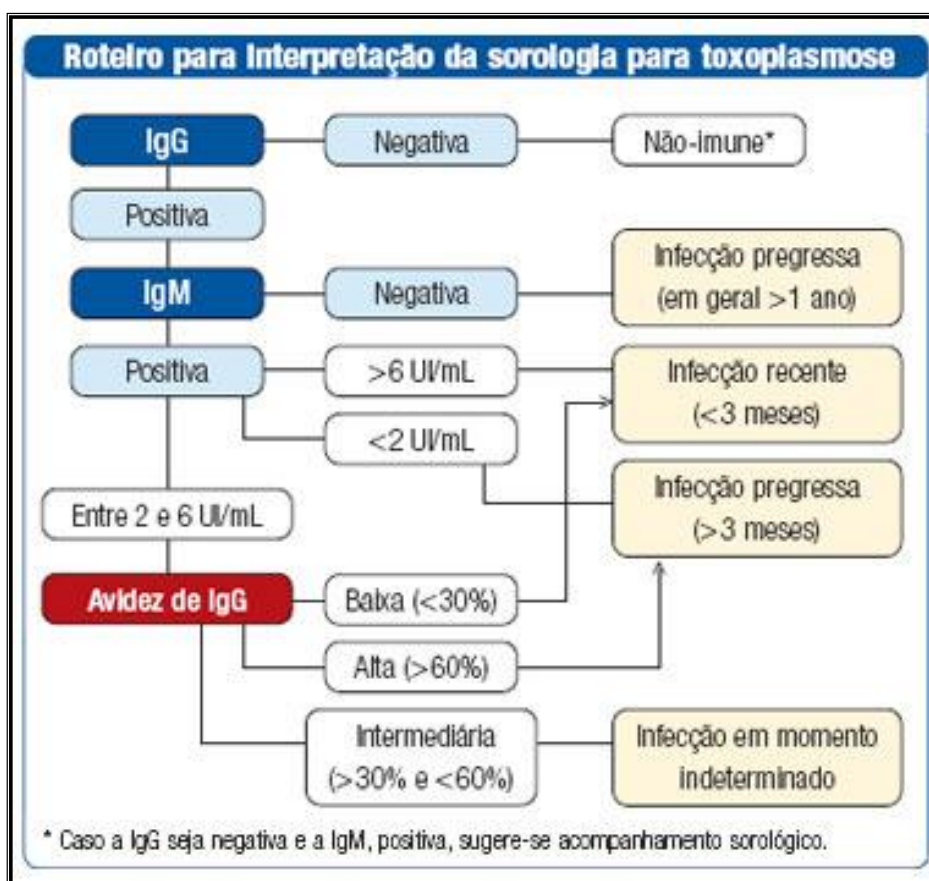 Roteiro para Interpretação da sorologia para toxoplasmose
IgG
Negativa
Não-imune*
Positiva
IgM
Negativa
Infecção pregressa
(em geral >1 ano)
Positiva
>6 UI/mL
Infecção recente
(<3 meses)
<2 UI/mL
Entre 2 e 6 UI/mL
Infecção pregressa
(>3 meses)
Avidez de IgG
Baixa (<30%)
Alta (>60%)
Intermediária
(>30% e <60%)
Infecção em momento
indeterminado
* Caso a IgG seja negativa e a IgM, positiva, sugere-se acompanhamento sorológico.